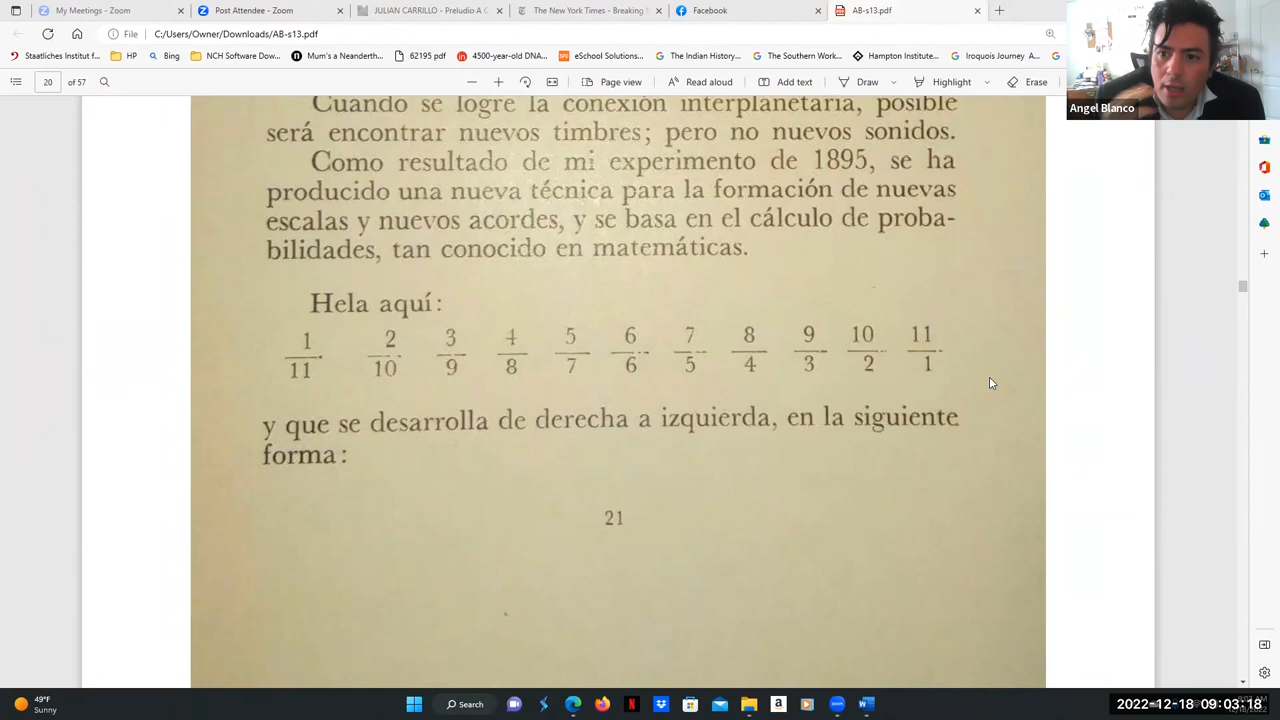 My Meetings - Zoom
Post Attendee - Zoom
JULIAN CARRILLO - Preludio A C
The New York Times - Breaking
Facebook
AB-s13.pdf
File
C:/Users/Owner/Downloads/AB-s13.pdf
Staatliches Institut f
HP
Bing
NCH Software Dow...
Mum's a Neanderth...
62195 pdf
4500-year-old DNA...
eSchool Solutions...
The Indian History...
The Southern Work...
Hampton Institute...
Iroquois Journey A...
20 of 57
Page view
Read aloud
Add text
Draw
Highlight
Erase
Angel Blanco
Cuando se logre la conexión interplanetaria, posible
será encontrar nuevos timbres; pero no nuevos sonidos.
Como resultado de mi experimento de 1895, se ha
producido una nueva técnica para la formación de nuevas
escalas y nuevos acordes, y se basa en el cálculo de proba-
bilidades, tan conocido en matemáticas.
Hela aquí:
1 2 3 4 5 6 7 8 9 10 11
11 10 9 8 7 6 5 4 3 2 1
y que se desarrolla de derecha a izquierda, en la siguiente
forma:
21
49°F
Sunny
Search
2022-12-18 09:03:18